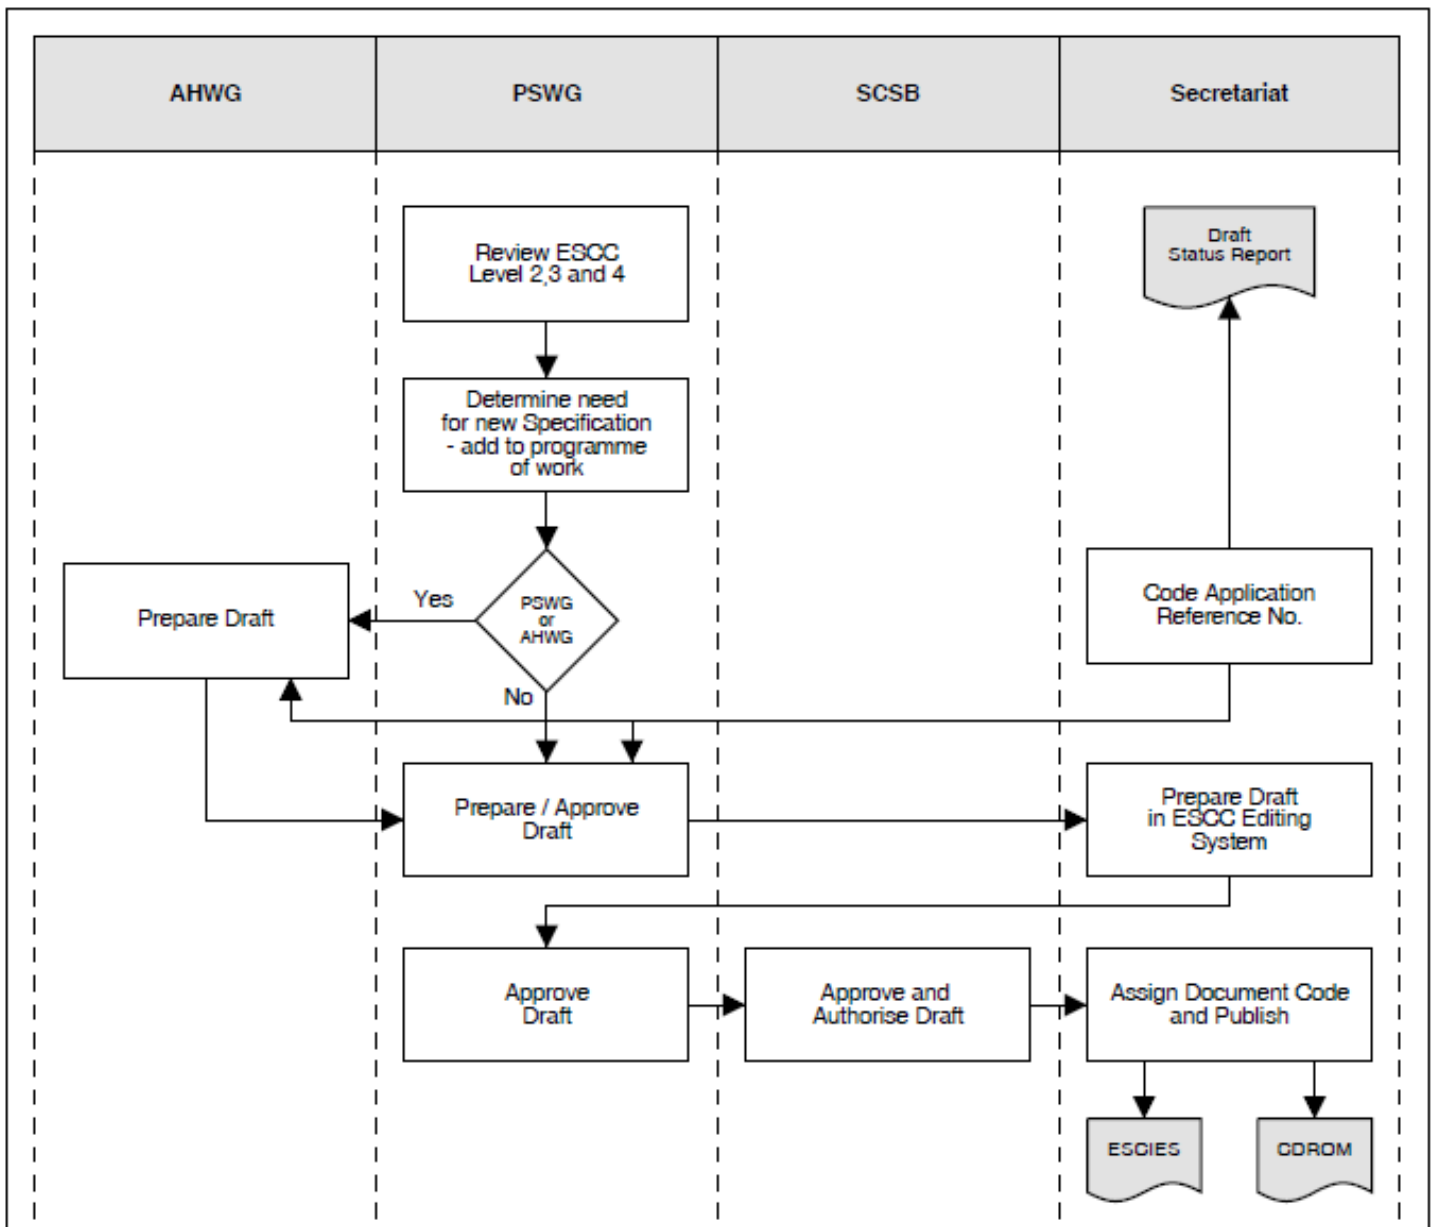 AHWG
PSWG
SCSB
Secretariat
Review ESCC
Level 2,3 and 4
Draft
Status Report
Determine need
for new Specification
- add to programme
of work
Prepare Draft
Yes
PSWG
or
AHWG
No
Code Application
Reference No.
Prepare / Approve
Draft
Prepare Draft
in ESCC Editing
System
Approve
Draft
Approve and
Authorise Draft
Assign Document Code
and Publish
ESCIES
CDROM